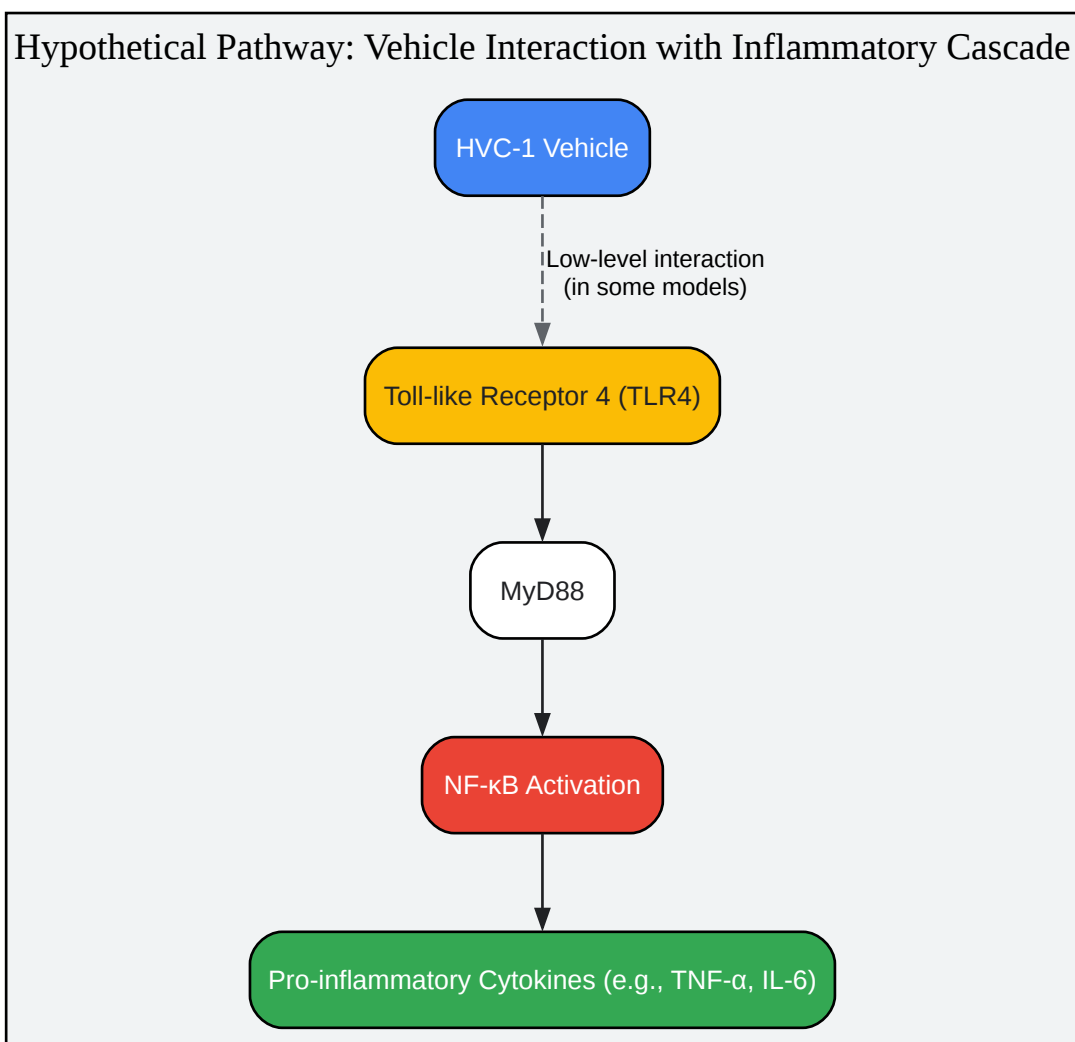 Hypothetical Pathway: Vehicle Interaction with Inflammatory Cascade
HVC-1 Vehicle
Low-level interaction
(in some models)
Toll-like Receptor 4 (TLR4)
MyD88
NF-κB Activation
Pro-inflammatory Cytokines (e.g., TNF-α, IL-6)